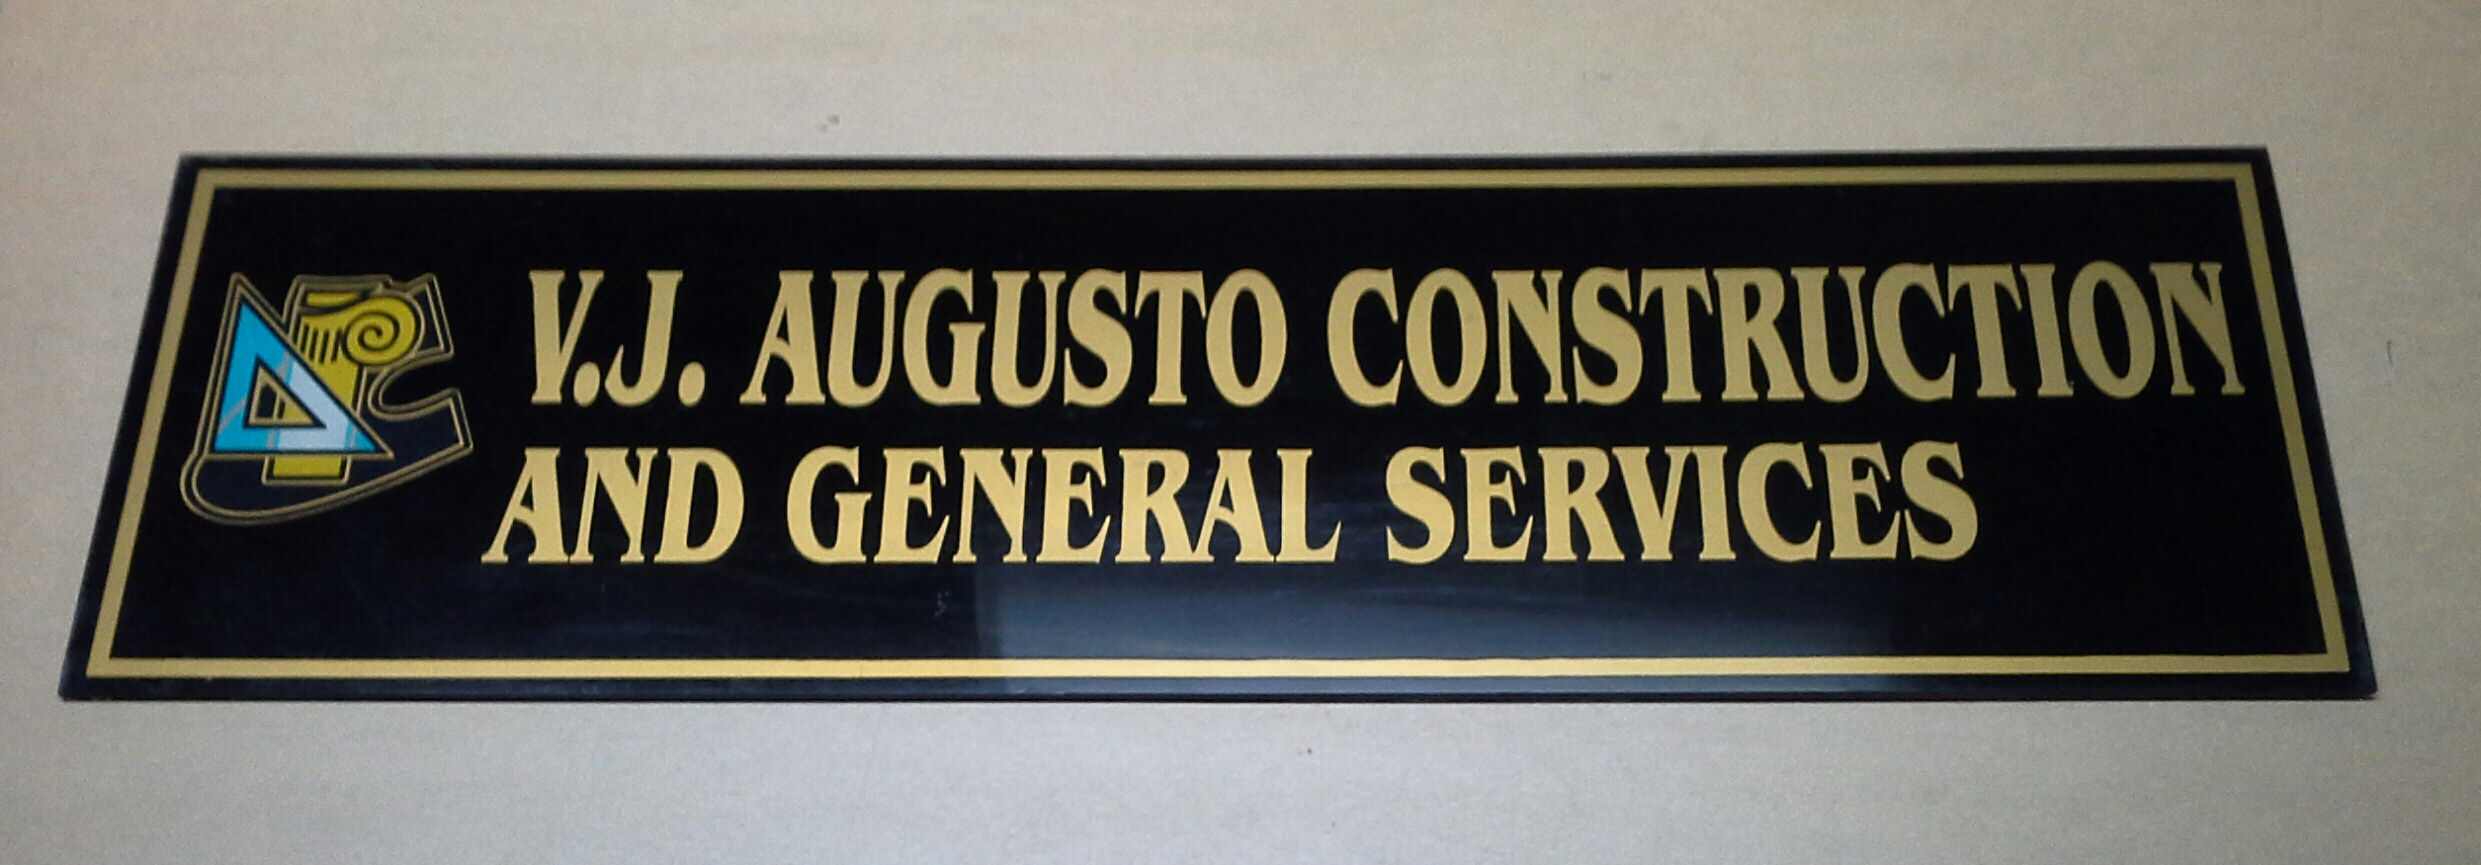 V.J. AUGUSTO CONSTRUCTION
AND GENERAL SERVICES